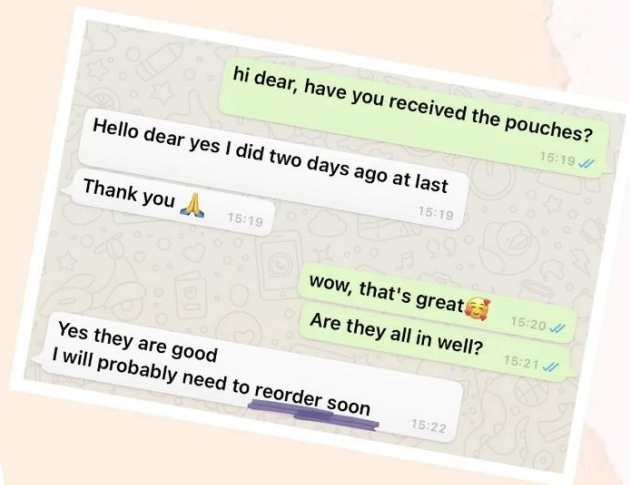 hi dear, have you received the pouches?
15:19
Hello dear yes I did two days ago at last
15:19
Thank you 🙏
15:19
wow, that's great🥰
15:20
Are they all in well?
15:21
Yes they are good
I will probably need to reorder soon
15:22